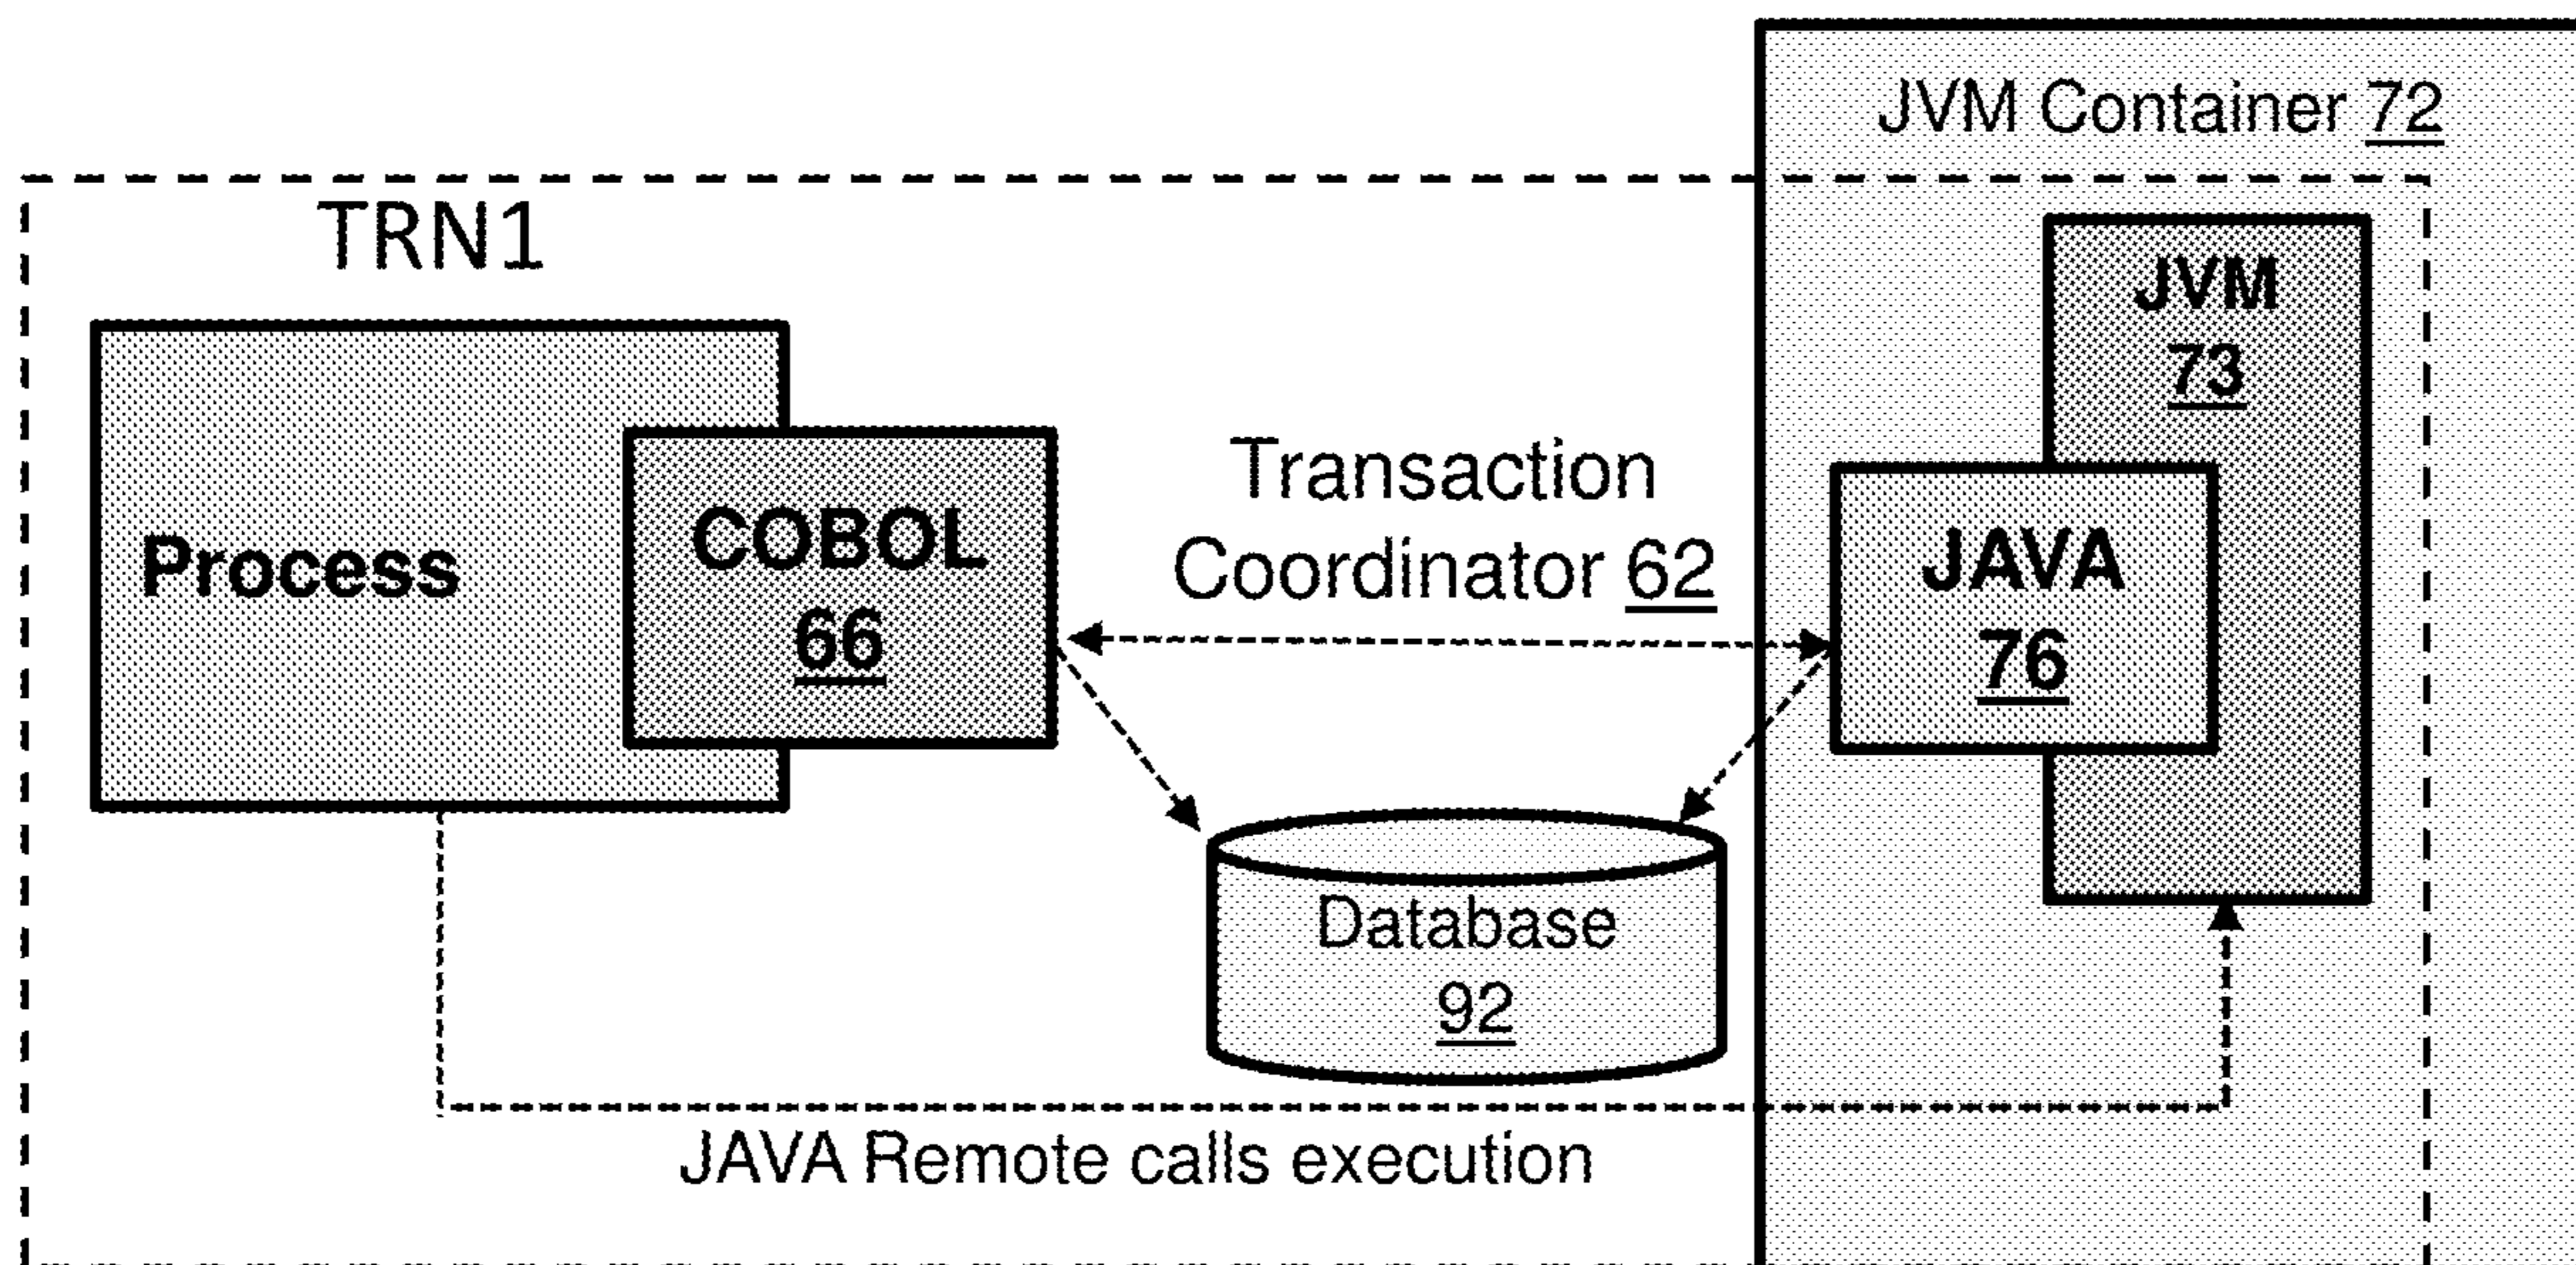 JVM Container 72
TRN1
JVM
73
Process
COBOL
66
Transaction
Coordinator 62
JAVA
76
Database
92
JAVA Remote calls execution